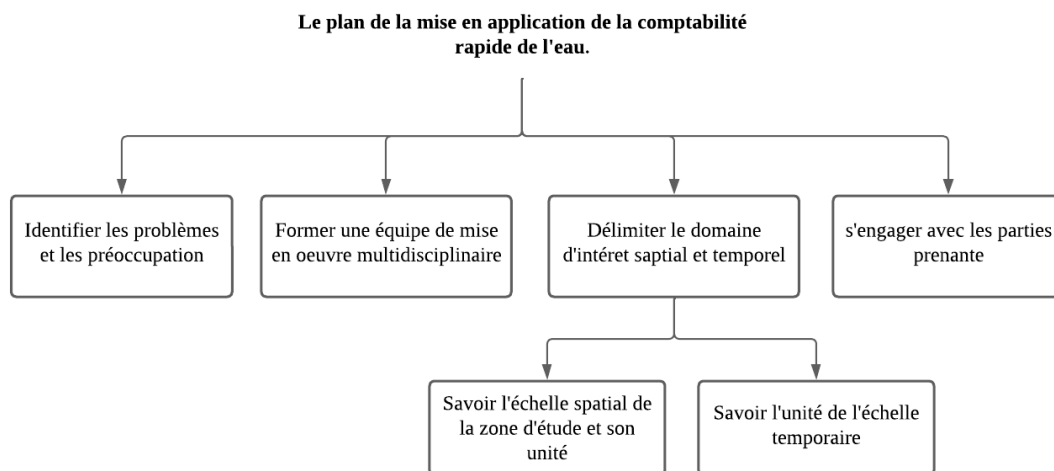 Le plan de la mise en application de la comptabilité
rapide de l'eau.
Identifier les problèmes
et les préoccupation
Former une équipe de mise
en oeuvre multidisciplinaire
Délimiter le domaine
d'intéret saptial et temporel
s'engager avec les parties
prenante
Savoir l'échelle spatial de
la zone d'étude et son
unité
Savoir l'unité de l'échelle
temporaire